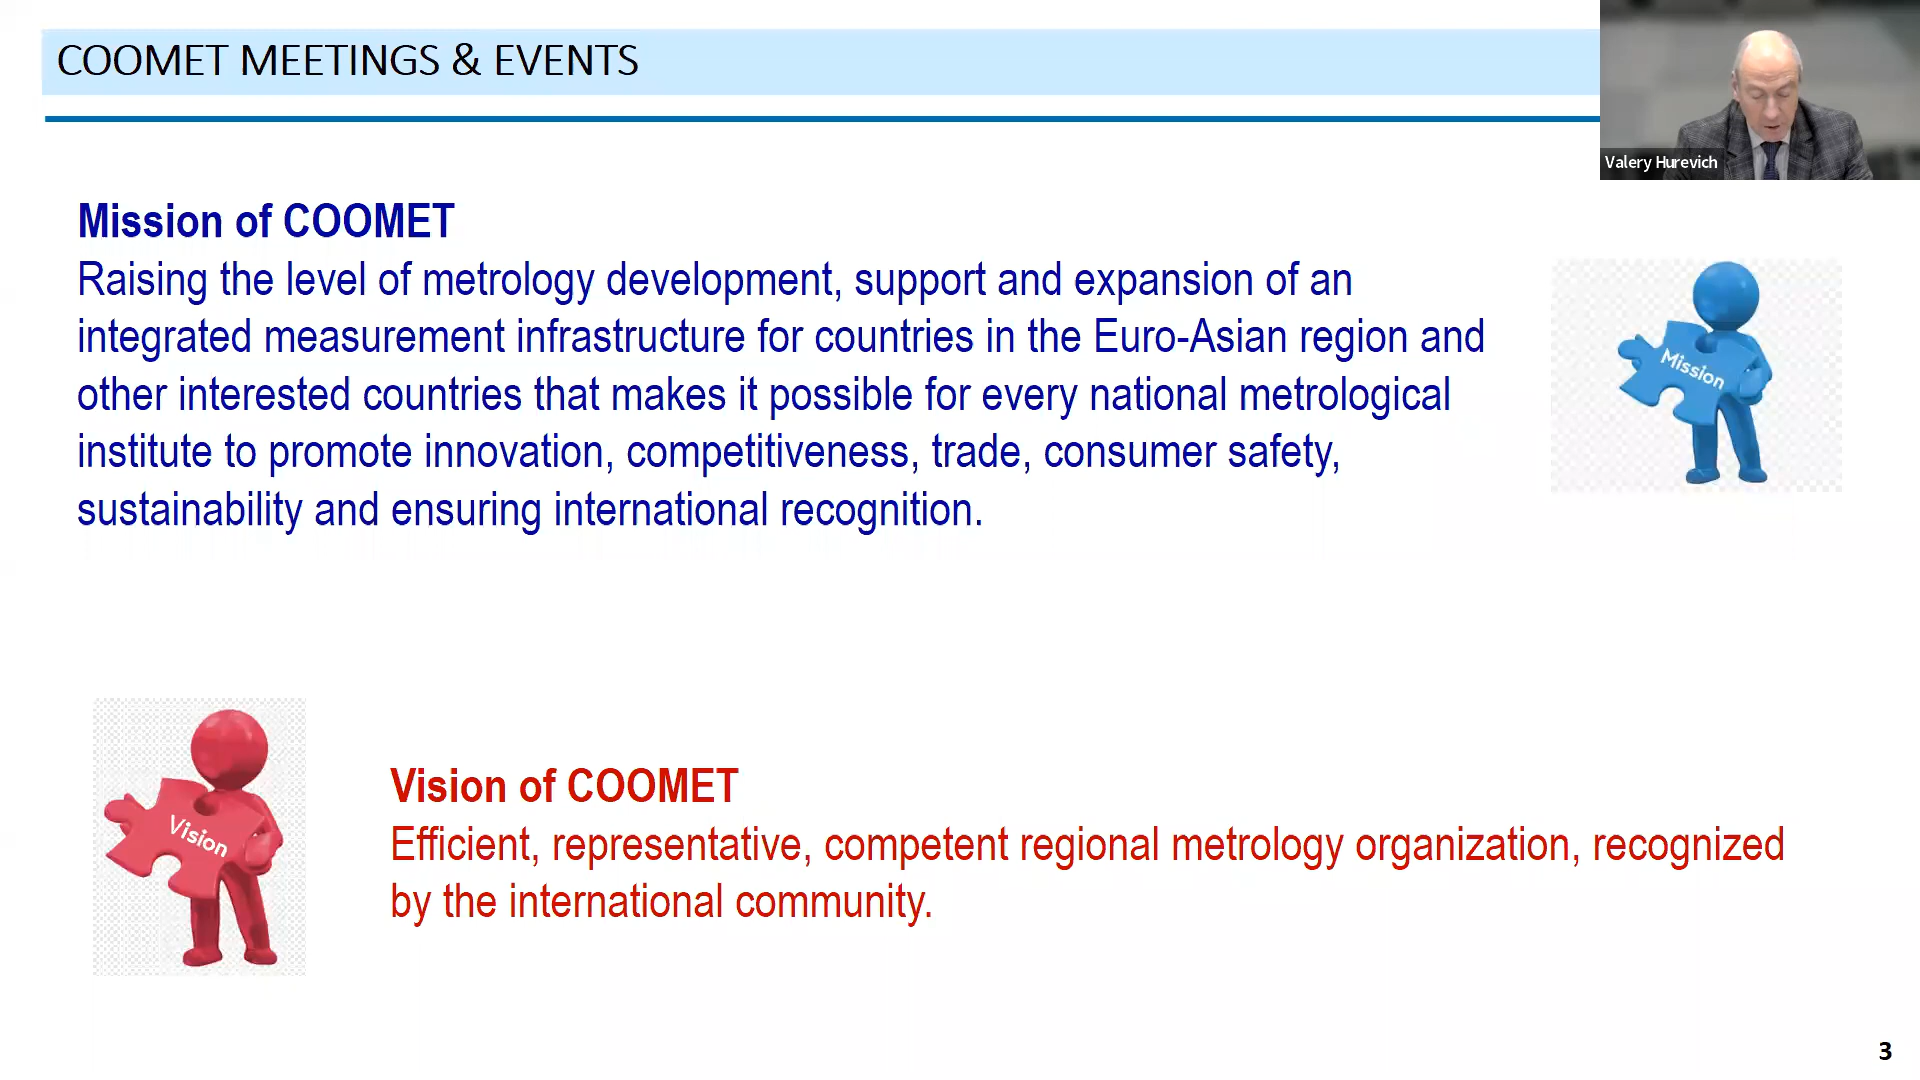 COOMET MEETINGS & EVENTS
Valery Hurevich
Mission of COOMET
Raising the level of metrology development, support and expansion of an
integrated measurement infrastructure for countries in the Euro-Asian region and
other interested countries that makes it possible for every national metrological
institute to promote innovation, competitiveness, trade, consumer safety,
sustainability and ensuring international recognition.
Mission
Vision
Vision of COOMET
Efficient, representative, competent regional metrology organization, recognized
by the international community.
3